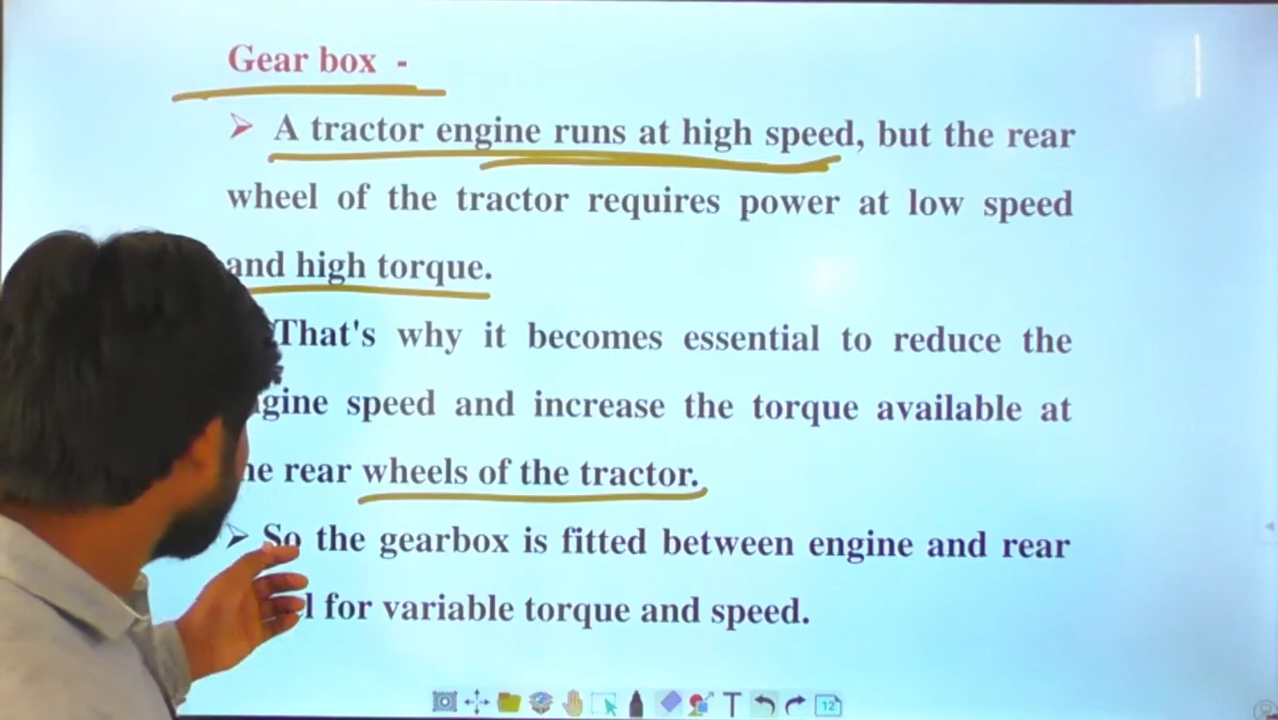 Gear box -
➤ A tractor engine runs at high speed, but the rear
wheel of the tractor requires power at low speed
and high torque.
That's why it becomes essential to reduce the
gine speed and increase the torque available at
rear wheels of the tractor.
➤ So the gearbox is fitted between engine and rear
for variable torque and speed.
T
12